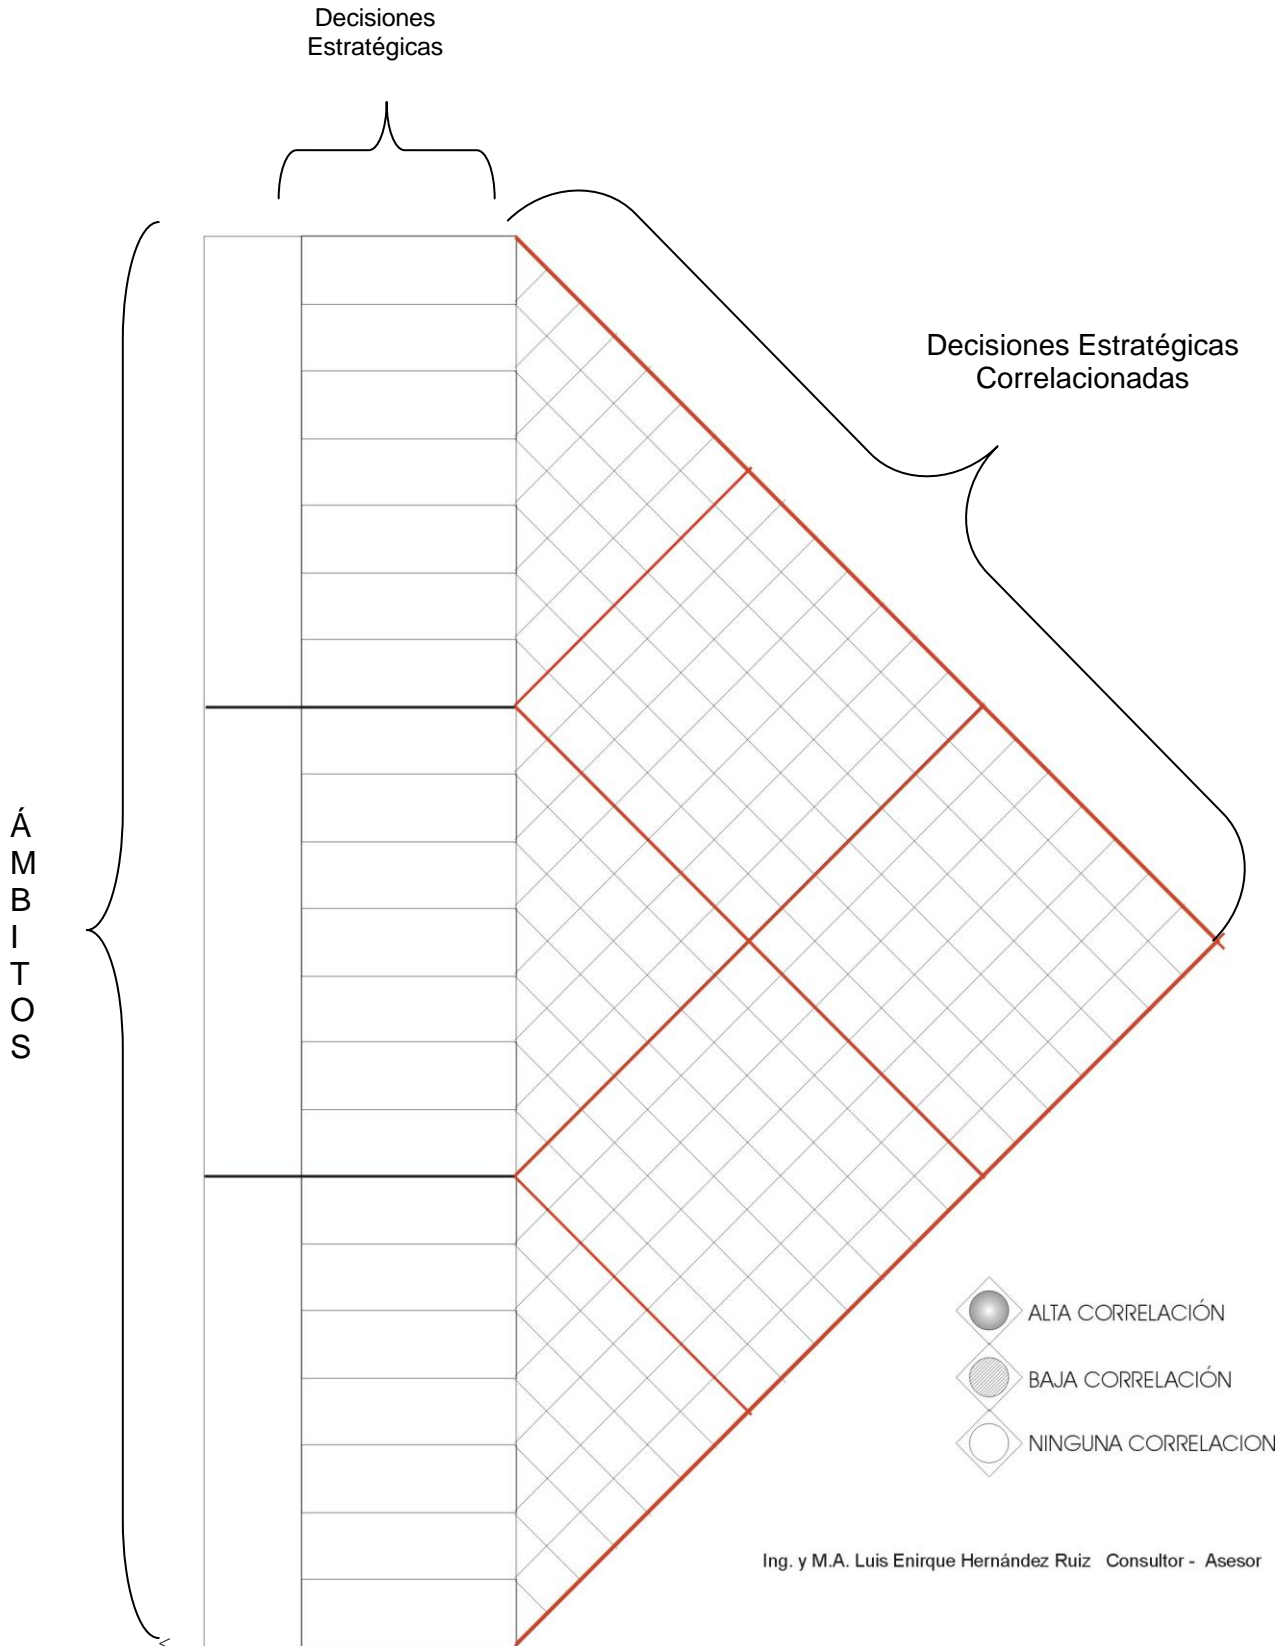 Decisiones
Estratégicas
Decisiones Estratégicas
Correlacionadas
Á
M
B
I
T
O
S
ALTA CORRELACIÓN
BAJA CORRELACIÓN
NINGUNA CORRELACION
Ing. y M.A. Luis Enirque Hernández Ruiz Consultor - Asesor
<